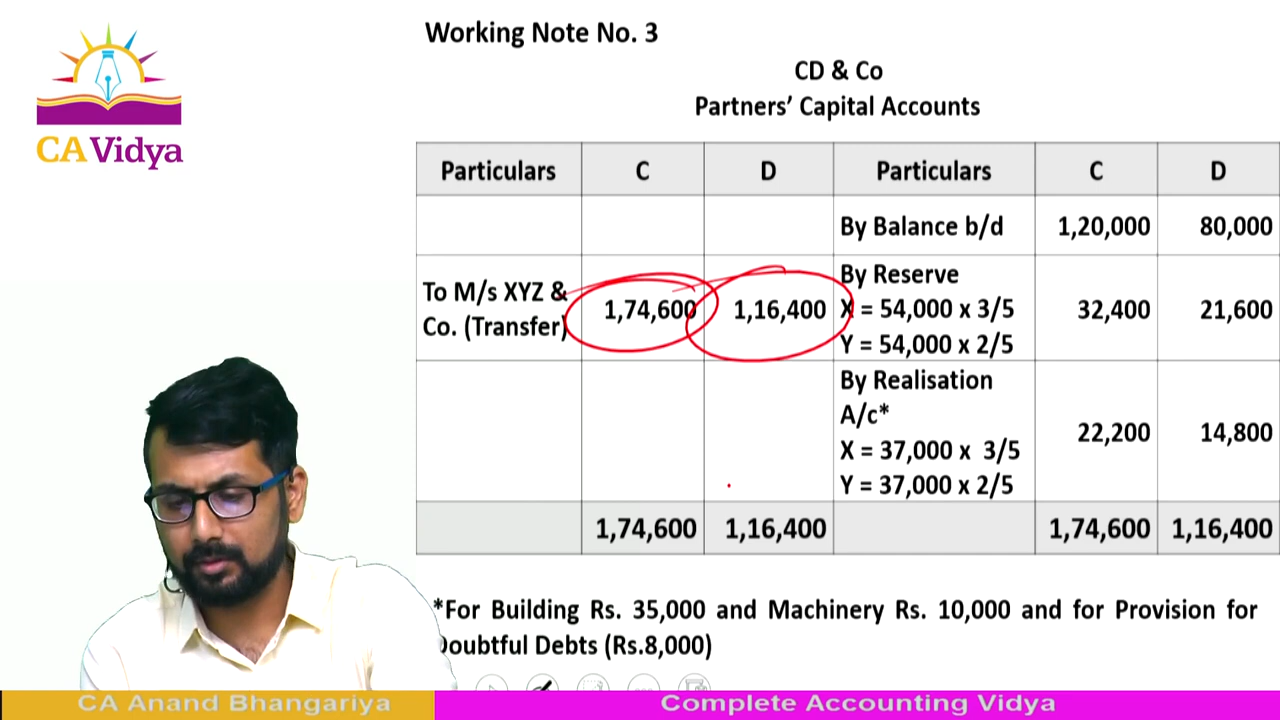 Working Note No. 3
CD & Co
Partners’ Capital Accounts
CA Vidya
Particulars C D Particulars C D
By Balance b/d 1,20,000 80,000
To M/s XYZ & Co. (Transfer) 1,74,600 1,16,400 By Reserve
X = 54,000 x 3/5 32,400 21,600
Y = 54,000 x 2/5
By Realisation
A/c*
X = 37,000 x 3/5 22,200 14,800
Y = 37,000 x 2/5
1,74,600 1,16,400 1,74,600 1,16,400
*For Building Rs. 35,000 and Machinery Rs. 10,000 and for Provision for
Doubtful Debts (Rs.8,000)
CA Anand Bhangariya Complete Accounting Vidya